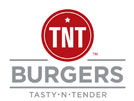 TNT
™
BURGERS
TASTY-N-TENDER